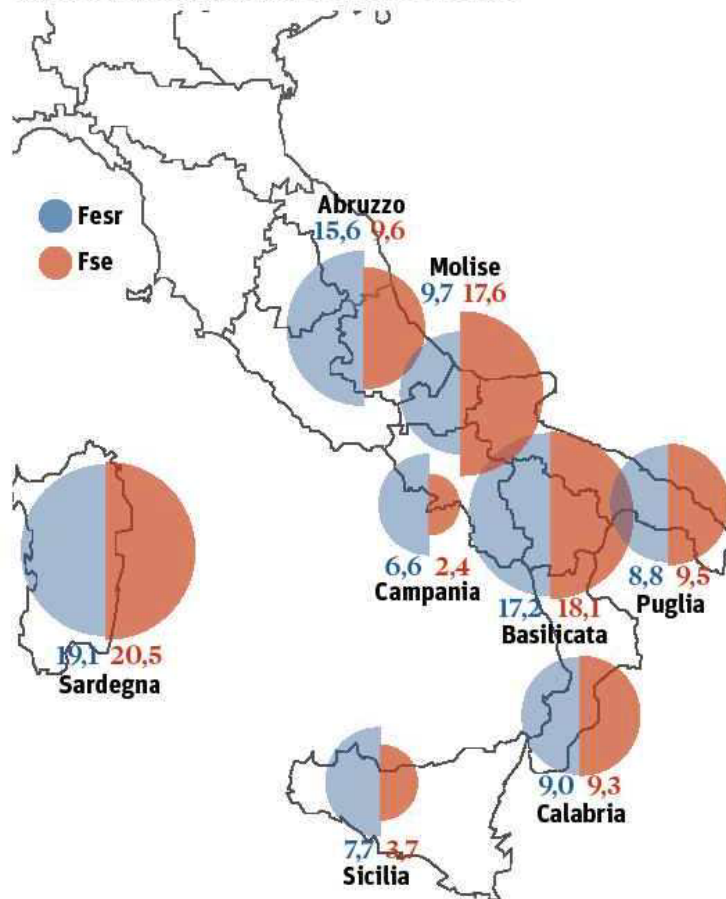 Fesr
Fse
Abruzzo
15,6 9,6
Molise
9,7 17,6
6,6 2,4
Campania
17,2 18,1
Basilicata
8,8 9,5
Puglia
19,1 20,5
Sardegna
9,0 9,3
Calabria
7,7 3,7
Sicilia